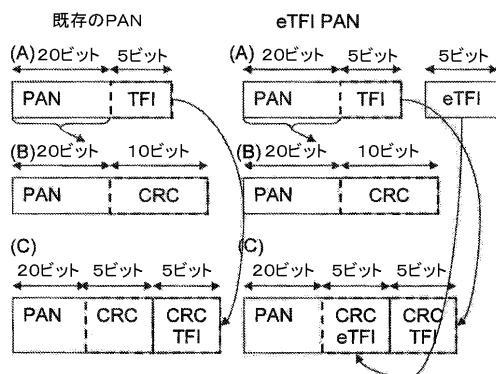 既存のPAN
(A) 20ビット 5ビット
PAN TFI
(B) 20ビット 10ビット
PAN CRC
(C)
20ビット 5ビット 5ビット
PAN CRC CRC TFI
eTFI PAN
(A) 20ビット 5ビット 5ビット
PAN TFI eTFI
(B) 20ビット 10ビット
PAN CRC
(C)
20ビット 5ビット 5ビット
PAN CRC eTFI CRC TFI